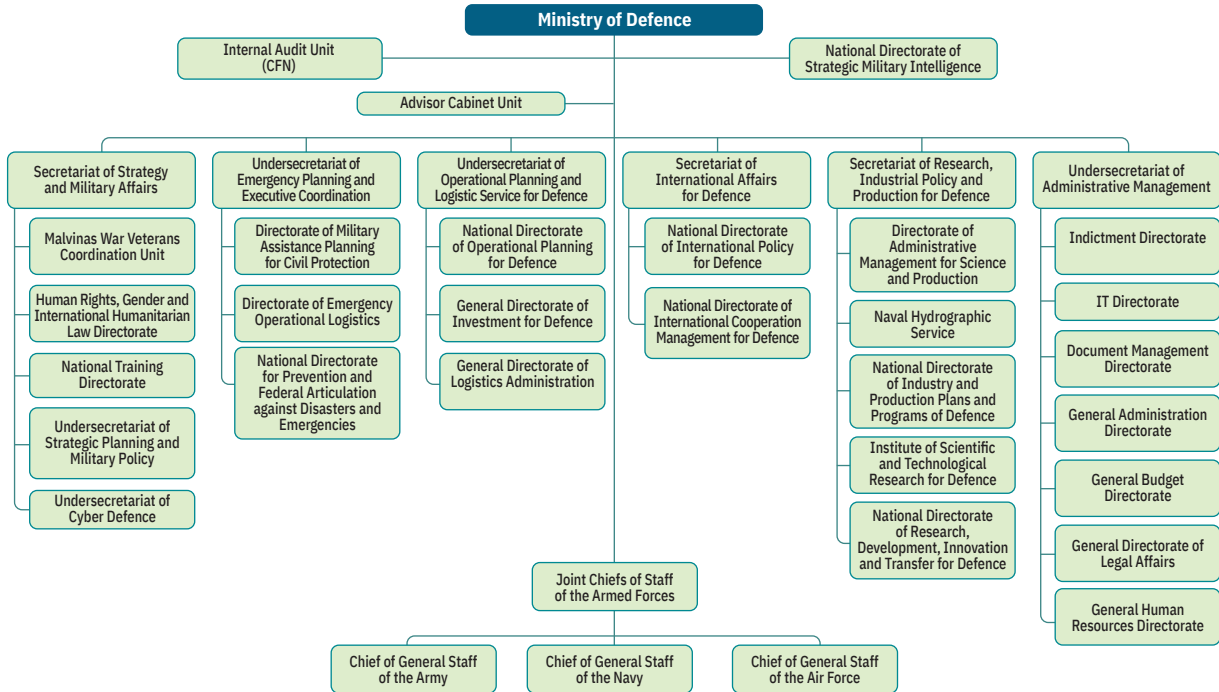 Ministry of Defence
Internal Audit Unit
(CFN)
National Directorate of
Strategic Military Intelligence
Advisor Cabinet Unit
Secretariat of Strategy
and Military Affairs
Malvinas War Veterans
Coordination Unit
Human Rights, Gender and
International Humanitarian
Law Directorate
National Training
Directorate
Undersecretariat of
Strategic Planning and
Military Policy
Undersecretariat of
Cyber Defence
Undersecretariat of
Emergency Planning and
Executive Coordination
Directorate of Military
Assistance Planning
for Civil Protection
Directorate of Emergency
Operational Logistics
National Directorate
for Prevention and
Federal Articulation
against Disasters and
Emergencies
Undersecretariat of
Operational Planning and
Logistic Service for Defence
National Directorate
of Operational Planning
for Defence
General Directorate of
Investment for Defence
General Directorate of
Logistics Administration
Secretariat of
International Affairs
for Defence
National Directorate
of International Policy
for Defence
National Directorate of
International Cooperation
Management for Defence
Secretariat of Research,
Industrial Policy and
Production for Defence
Directorate of
Administrative
Management for Science
and Production
Naval Hydrographic
Service
National Directorate
of Industry and
Production Plans and
Programs of Defence
Institute of Scientific
and Technological
Research for Defence
National Directorate
of Research,
Development, Innovation
and Transfer for Defence
Undersecretariat of
Administrative Management
Indictment Directorate
IT Directorate
Document Management
Directorate
General Administration
Directorate
General Budget
Directorate
General Directorate of
Legal Affairs
General Human
Resources Directorate
Joint Chiefs of Staff
of the Armed Forces
Chief of General Staff
of the Army
Chief of General Staff
of the Navy
Chief of General Staff
of the Air Force